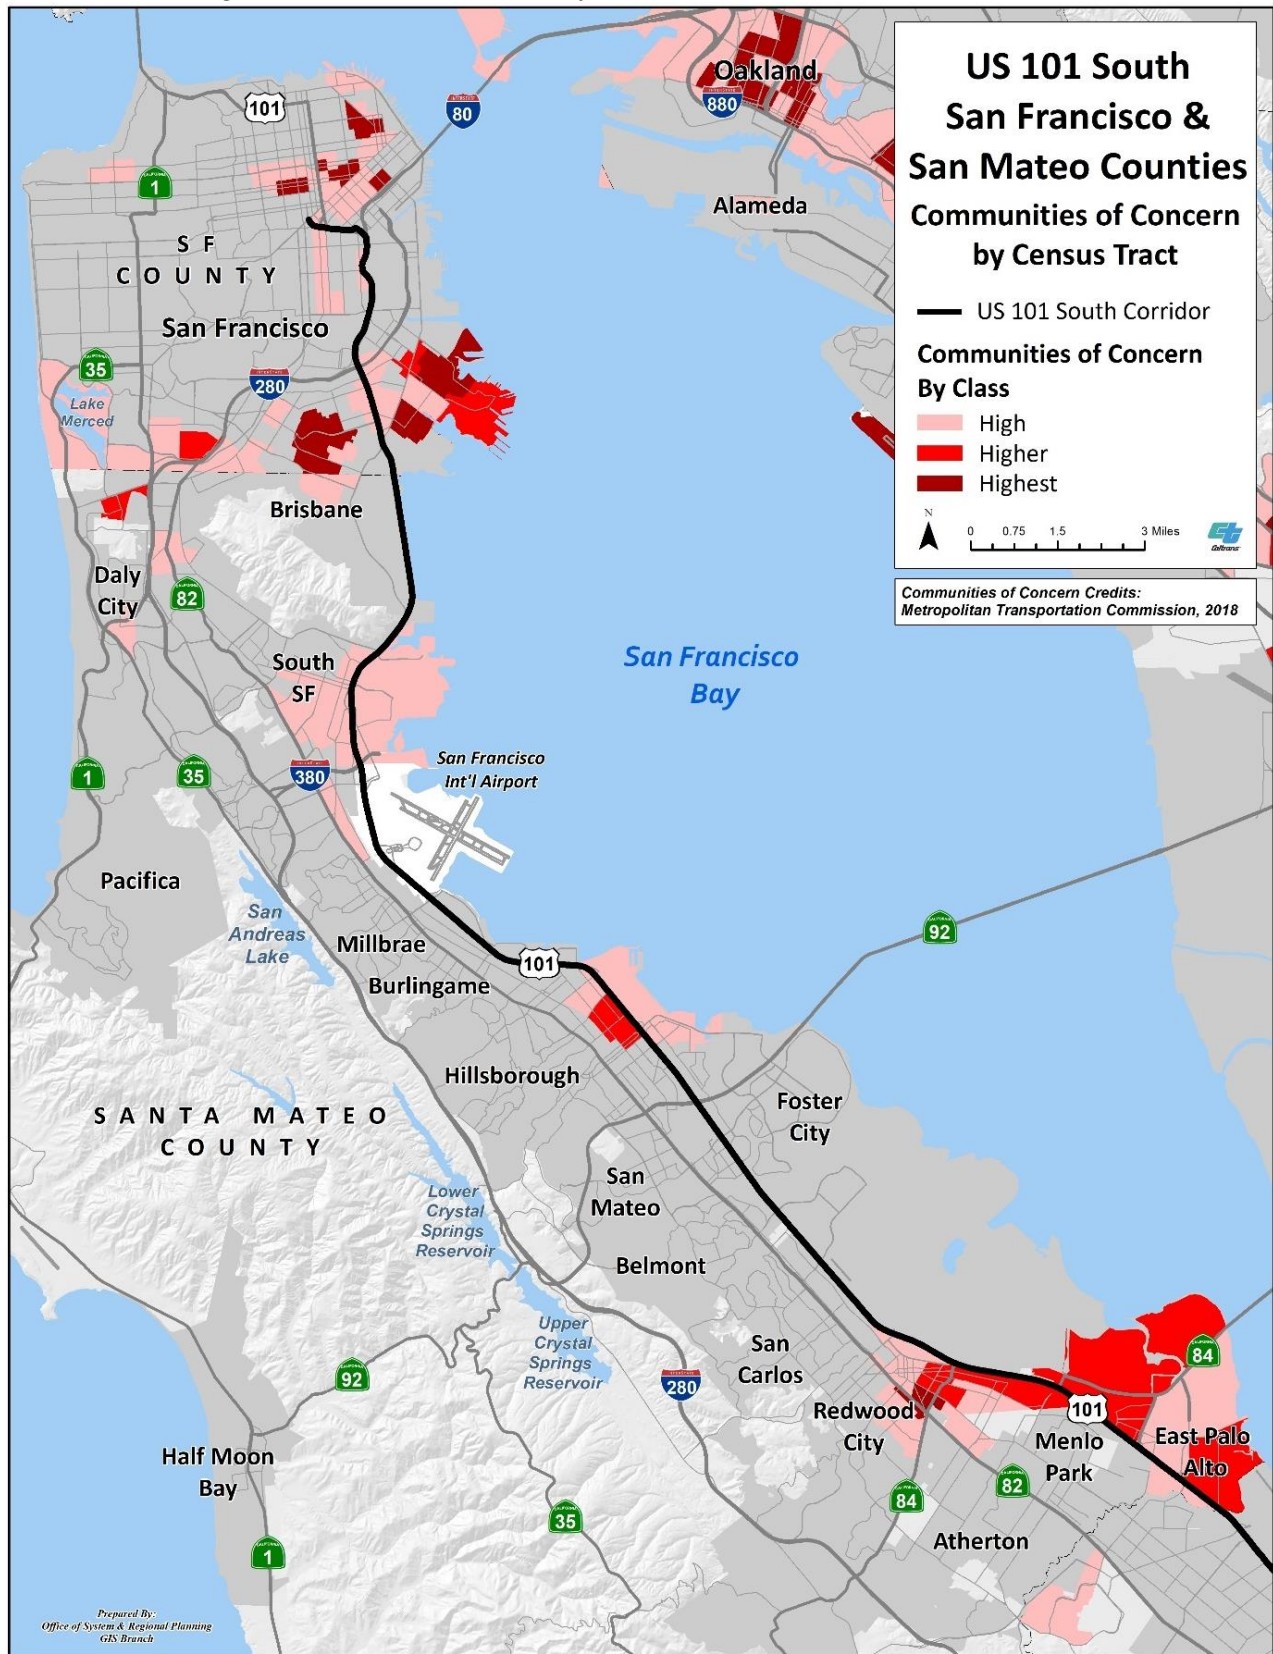 US 101 South
San Francisco &
San Mateo Counties
Communities of Concern
by Census Tract
US 101 South Corridor
Communities of Concern
By Class
High
Higher
Highest
N
0 0.75 1.5 3 Miles
Caltrans
Communities of Concern Credits:
Metropolitan Transportation Commission, 2018
101
80
Oakland
880
1
Alameda
S F
COUNTY
San Francisco
35
280
Lake
Merced
Brisbane
Daly
City
82
South
SF
San Francisco
Bay
1
35
380
San Francisco
Int'l Airport
Pacifica
San
Andreas
Lake
Millbrae
Burlingame
101
92
Hillsborough
SANTA MATEO
COUNTY
Foster
City
San
Mateo
Lower
Crystal
Springs
Reservoir
Belmont
Upper
Crystal
Springs
Reservoir
San
Carlos
84
92
280
101
Redwood
City
Menlo
Park
East Palo
Alto
Half Moon
Bay
84
82
35
Atherton
1
Prepared By:
Office of System & Regional Planning
GIS Branch